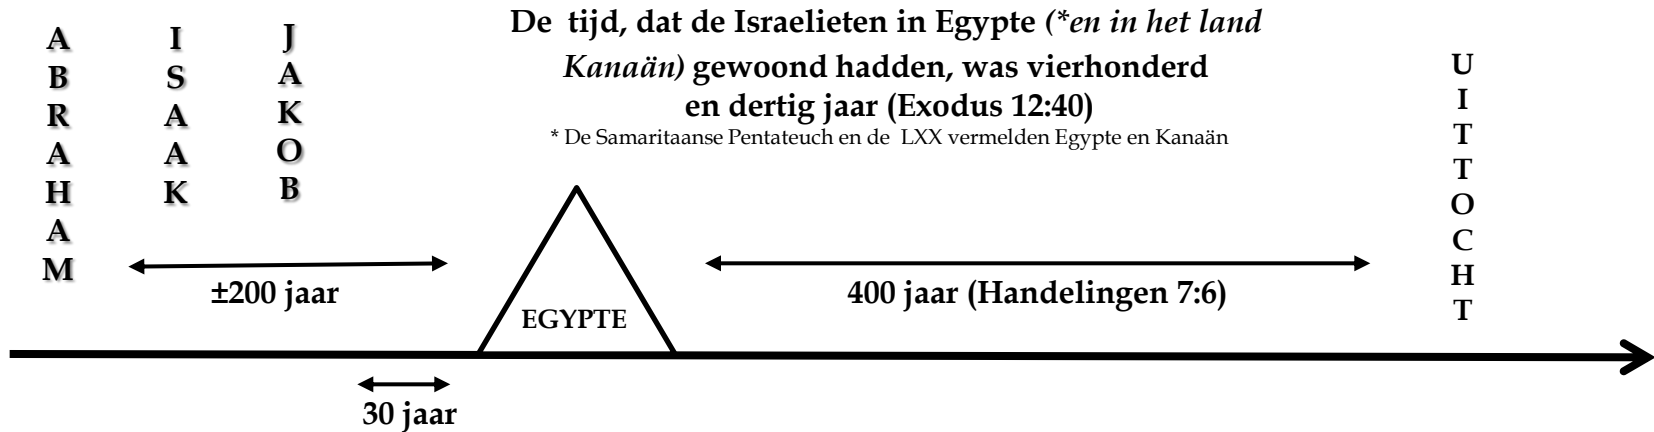 ABRAHAM
ISAAK
JAKOB
De tijd, dat de Israelieten in Egypte (*en in het land
Kanaän) gewoond hadden, was vierhonderd
en dertig jaar (Exodus 12:40)
* De Samaritaanse Pentateuch en de LXX vermelden Egypte en Kanaän
UITTOCHT
±200 jaar
EGYPTE
400 jaar (Handelingen 7:6)
30 jaar